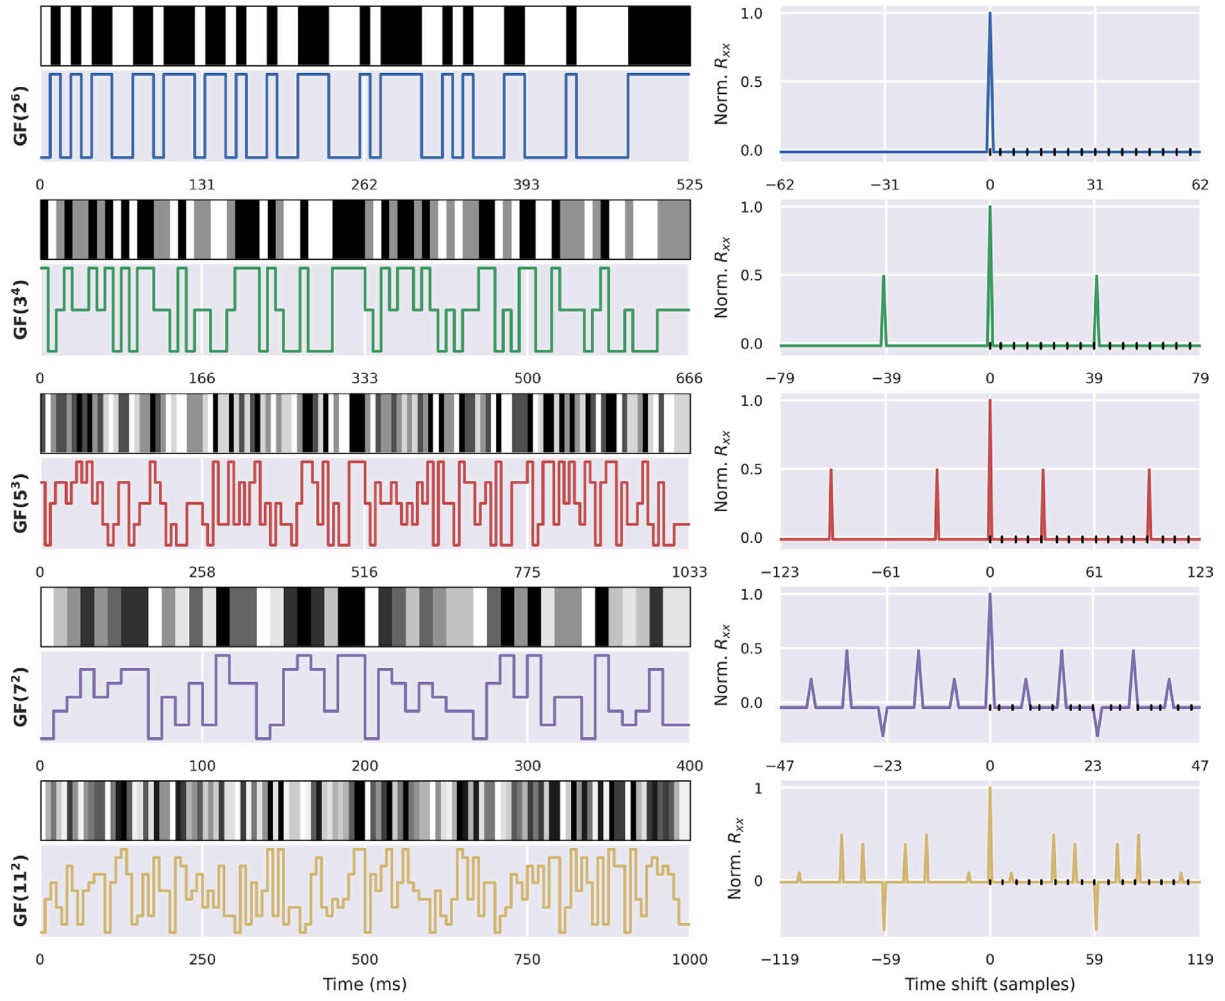 GF(2⁶)
0 131 262 393 525
Norm. Rₓₓ
1.0
0.5
0.0
−62 −31 0 31 62
GF(3⁴)
0 166 333 500 666
Norm. Rₓₓ
1.0
0.5
0.0
−79 −39 0 39 79
GF(5³)
0 258 516 775 1033
Norm. Rₓₓ
1.0
0.5
0.0
−123 −61 0 61 123
GF(7²)
0 100 200 300 400
Norm. Rₓₓ
1.0
0.5
0.0
−47 −23 0 23 47
GF(11²)
0 250 500 750 1000
Time (ms)
Norm. Rₓₓ
1
0
−119 −59 0 59 119
Time shift (samples)